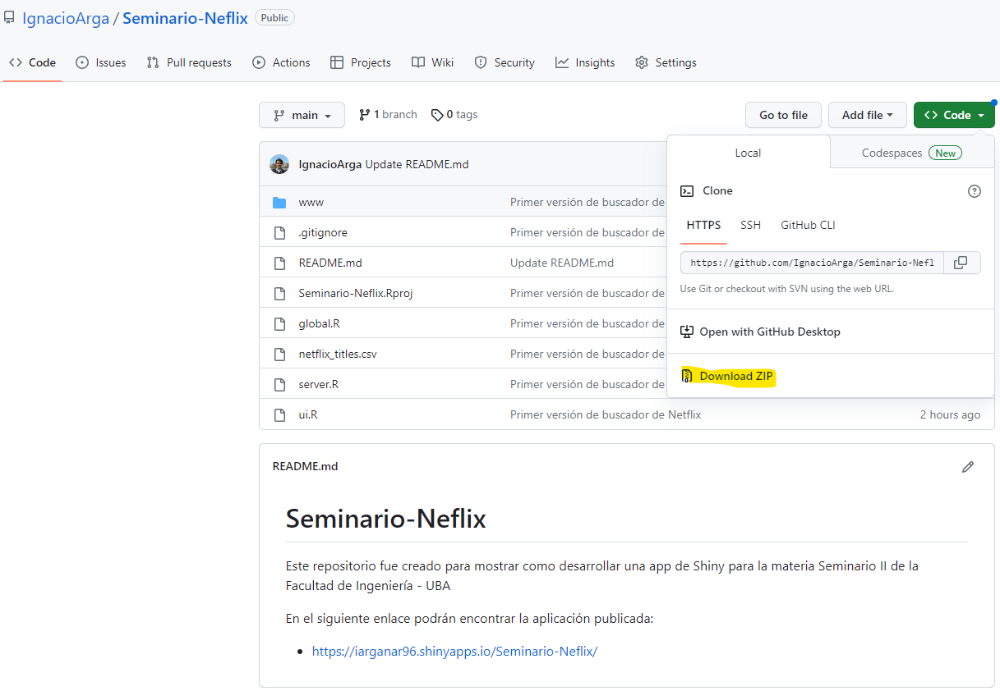 IgnacioArga / Seminario-Neflix Public
Code Issues Pull requests Actions Projects Wiki Security Insights Settings
main 1 branch 0 tags Go to file Add file Code
Local Codespaces New
IgnacioArga Update README.md
Clone
www Primer versión de buscador de
HTTPS SSH GitHub CLI
.gitignore Primer versión de buscador de
README.md Update README.md
https://github.com/IgnacioArga/Seminario-Nefl
Use Git or checkout with SVN using the web URL.
Seminario-Neflix.Rproj Primer versión de buscador de
global.R Primer versión de buscador de
Open with GitHub Desktop
netflix_titles.csv Primer versión de buscador de
Download ZIP
server.R Primer versión de buscador de
ui.R Primer versión de buscador de Netflix 2 hours ago
README.md
Seminario-Neflix
Este repositorio fue creado para mostrar como desarrollar una app de Shiny para la materia Seminario II de la
Facultad de Ingeniería - UBA
En el siguiente enlace podrán encontrar la aplicación publicada:
https://iarganar96.shinyapps.io/Seminario-Neflix/